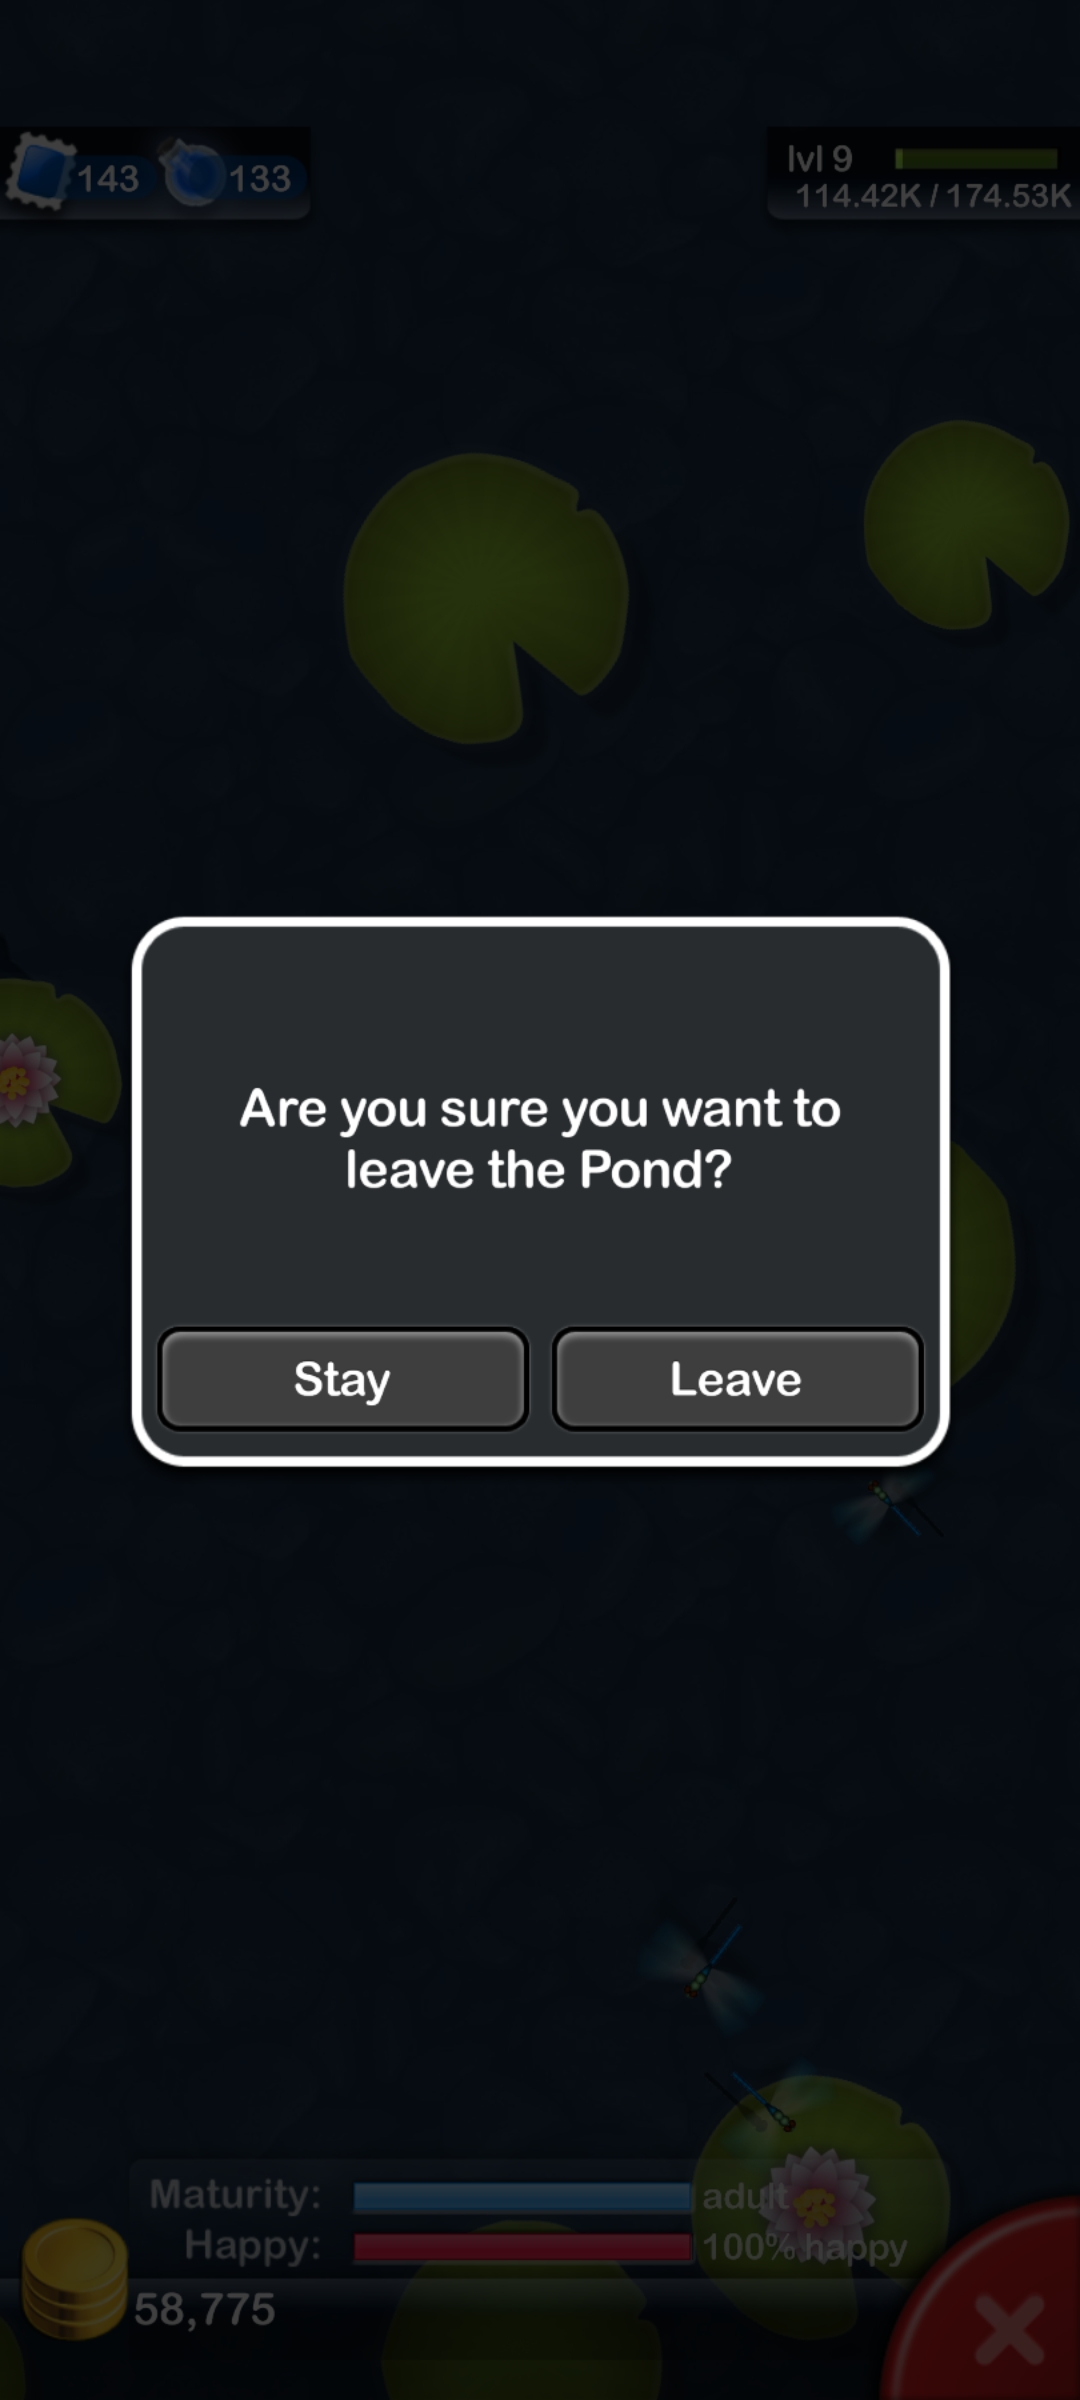 143
133
lvl 9
114.42K / 174.53K
Are you sure you want to
leave the Pond?
Stay
Leave
Maturity:
adult
Happy:
100% happy
58,775